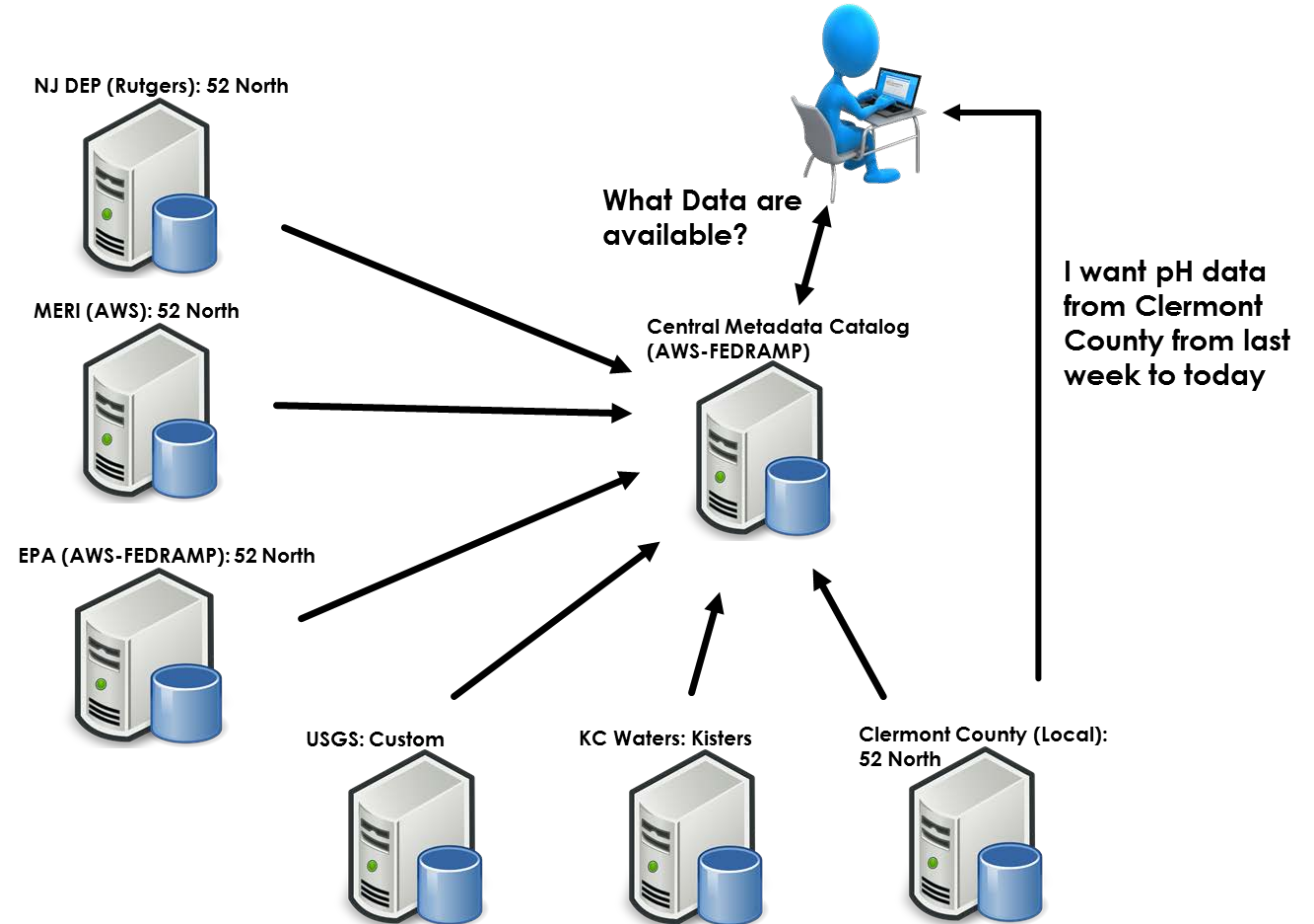 NJ DEP (Rutgers): 52 North
What Data are
available?
MERI (AWS): 52 North
I want pH data
from Clermont
County from last
week to today
Central Metadata Catalog
(AWS-FEDRAMP)
EPA (AWS-FEDRAMP): 52 North
USGS: Custom
KC Waters: Kisters
Clermont County (Local):
52 North